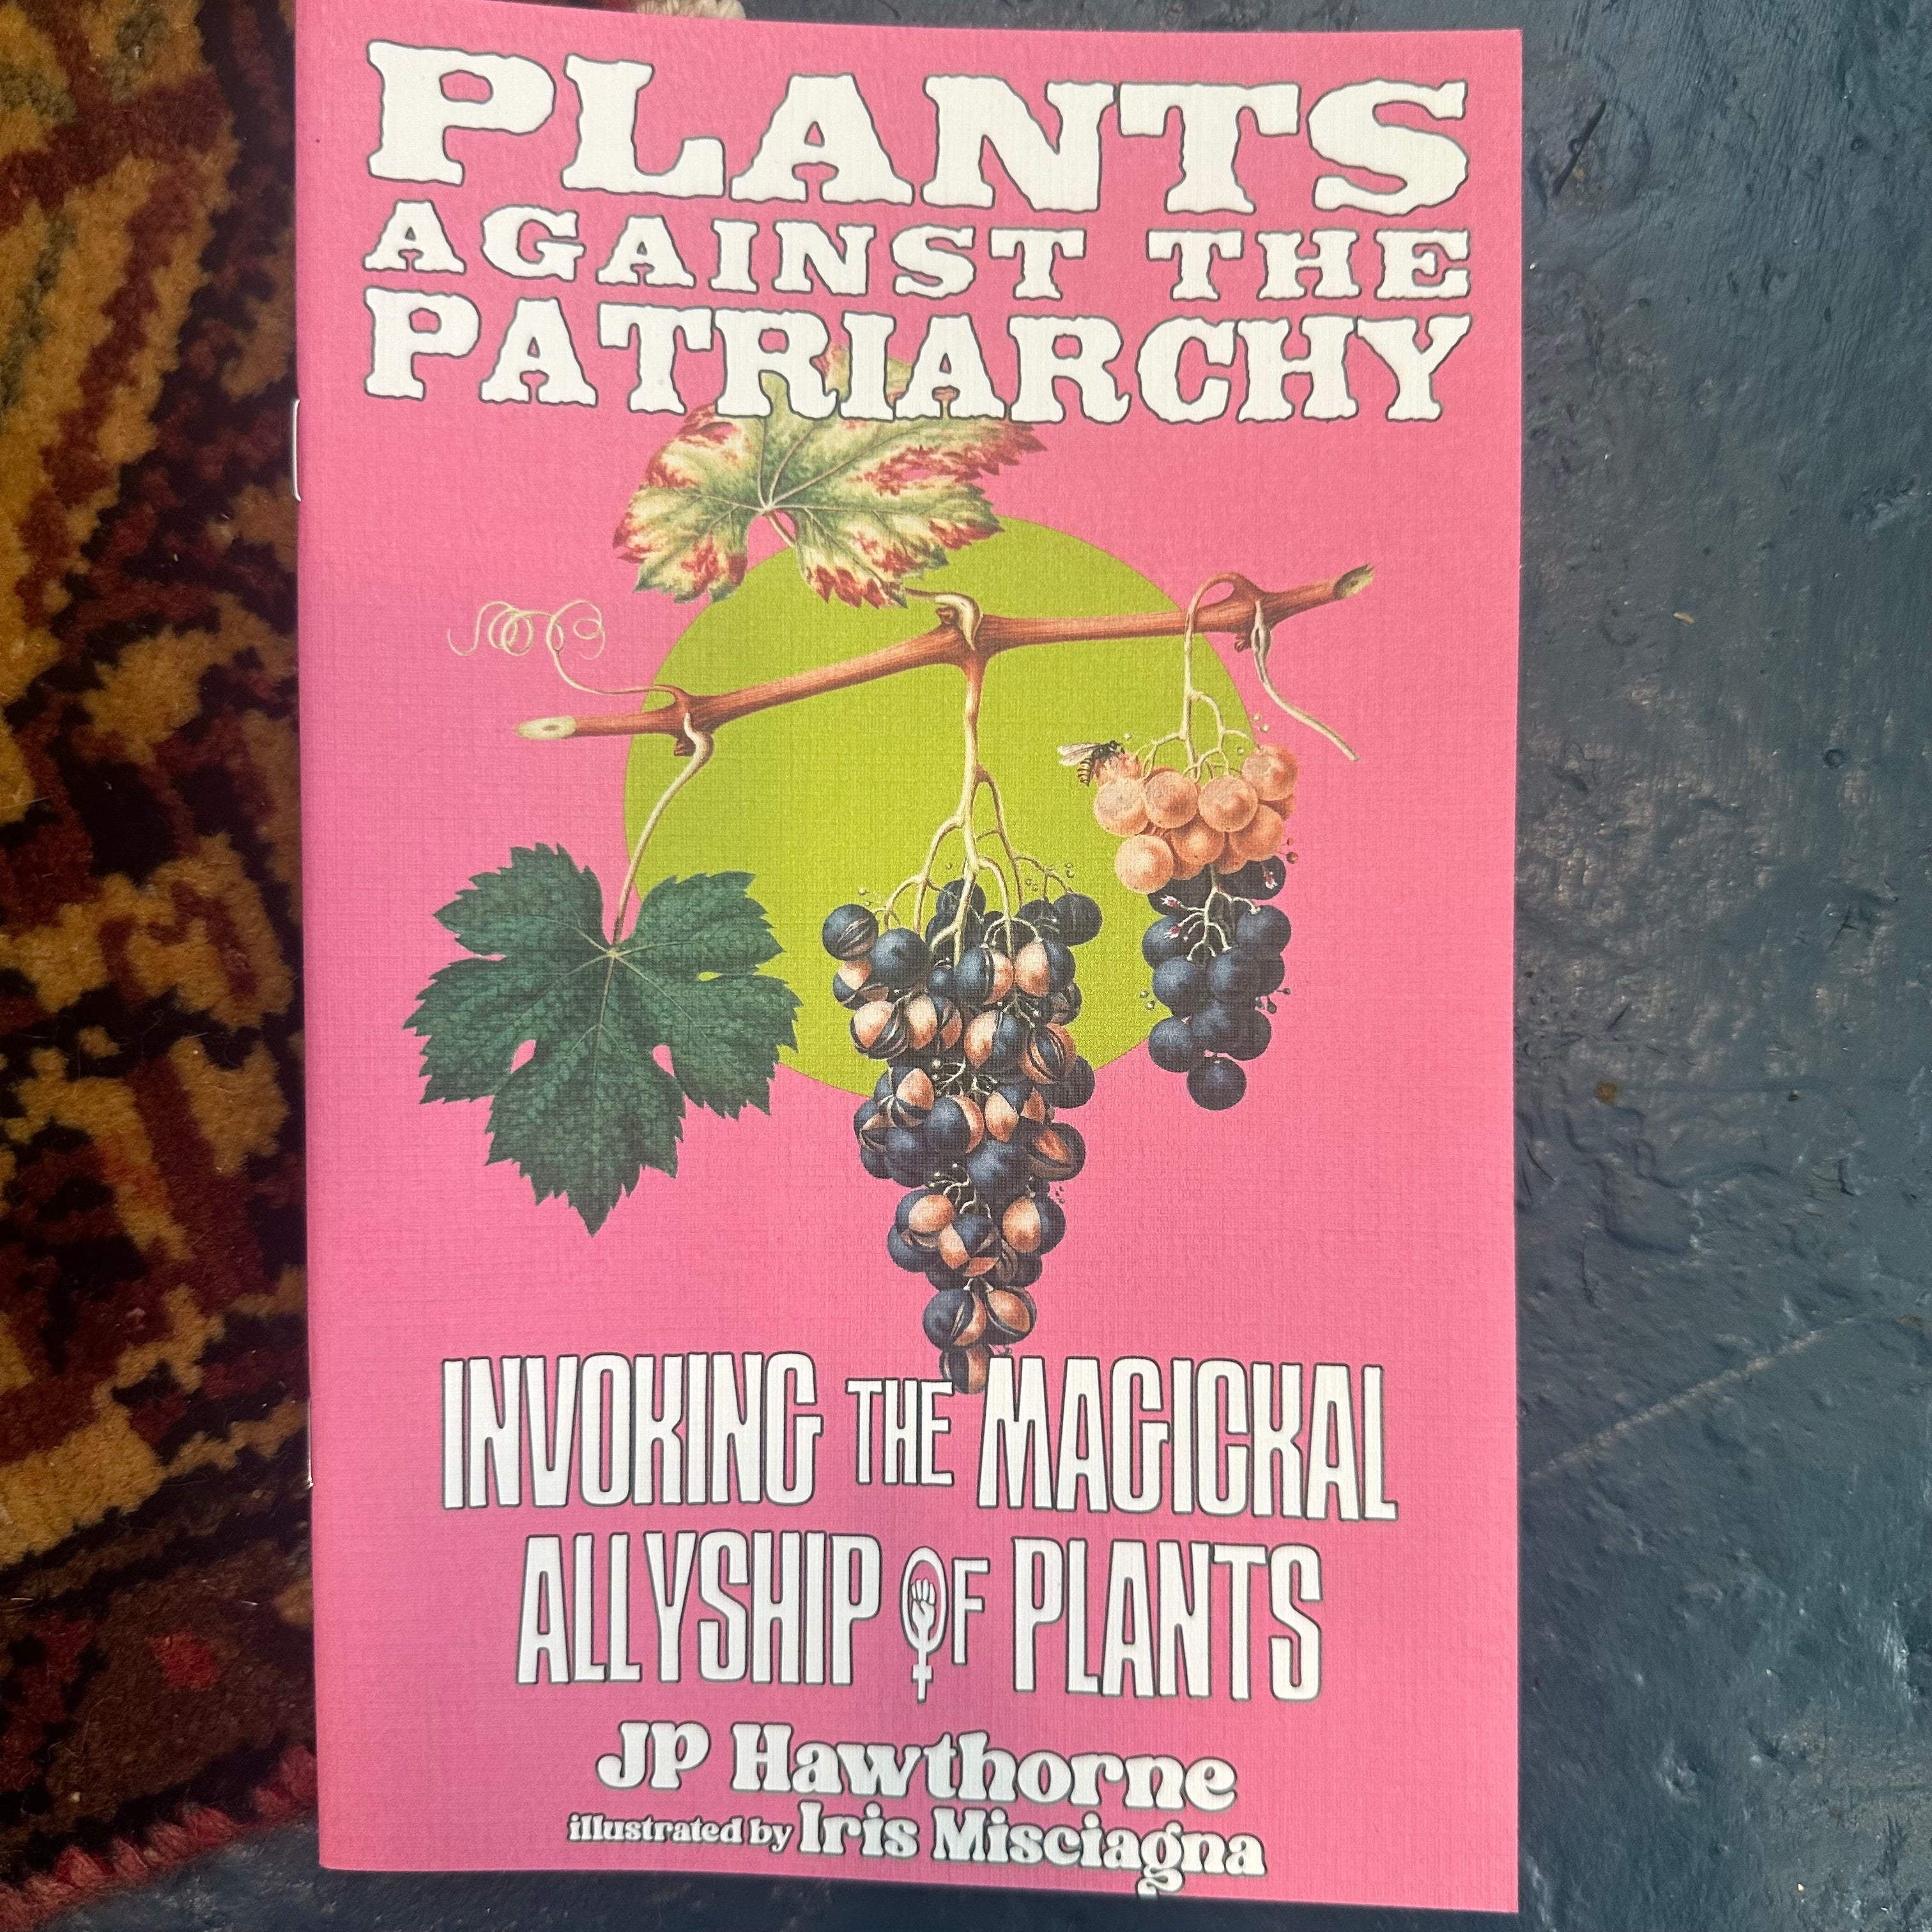 PLANTS
AGAINST THE
PATRIARCHY
INVOKING THE MAGICKAL
ALLYSHIP OF PLANTS
JP Hawthorne
illustrated by Iris Misciagna